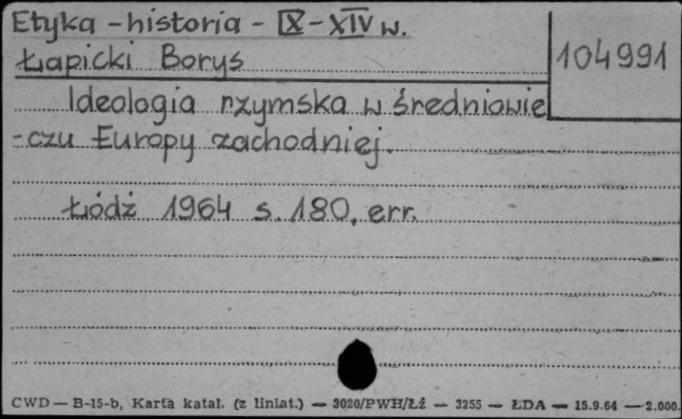 Etyka – historia – IX – XIV w.
Łapicki Borys
104991
Ideologia rzymska w średniowie
-czu Europy zachodniej.
Łódź 1964 s. 180, err.
CWD — B-15-b, Karta katal. (z liniat.) — 3020/PWH/Łź — 3255 — ŁDA — 15.9.64 — 2.000.